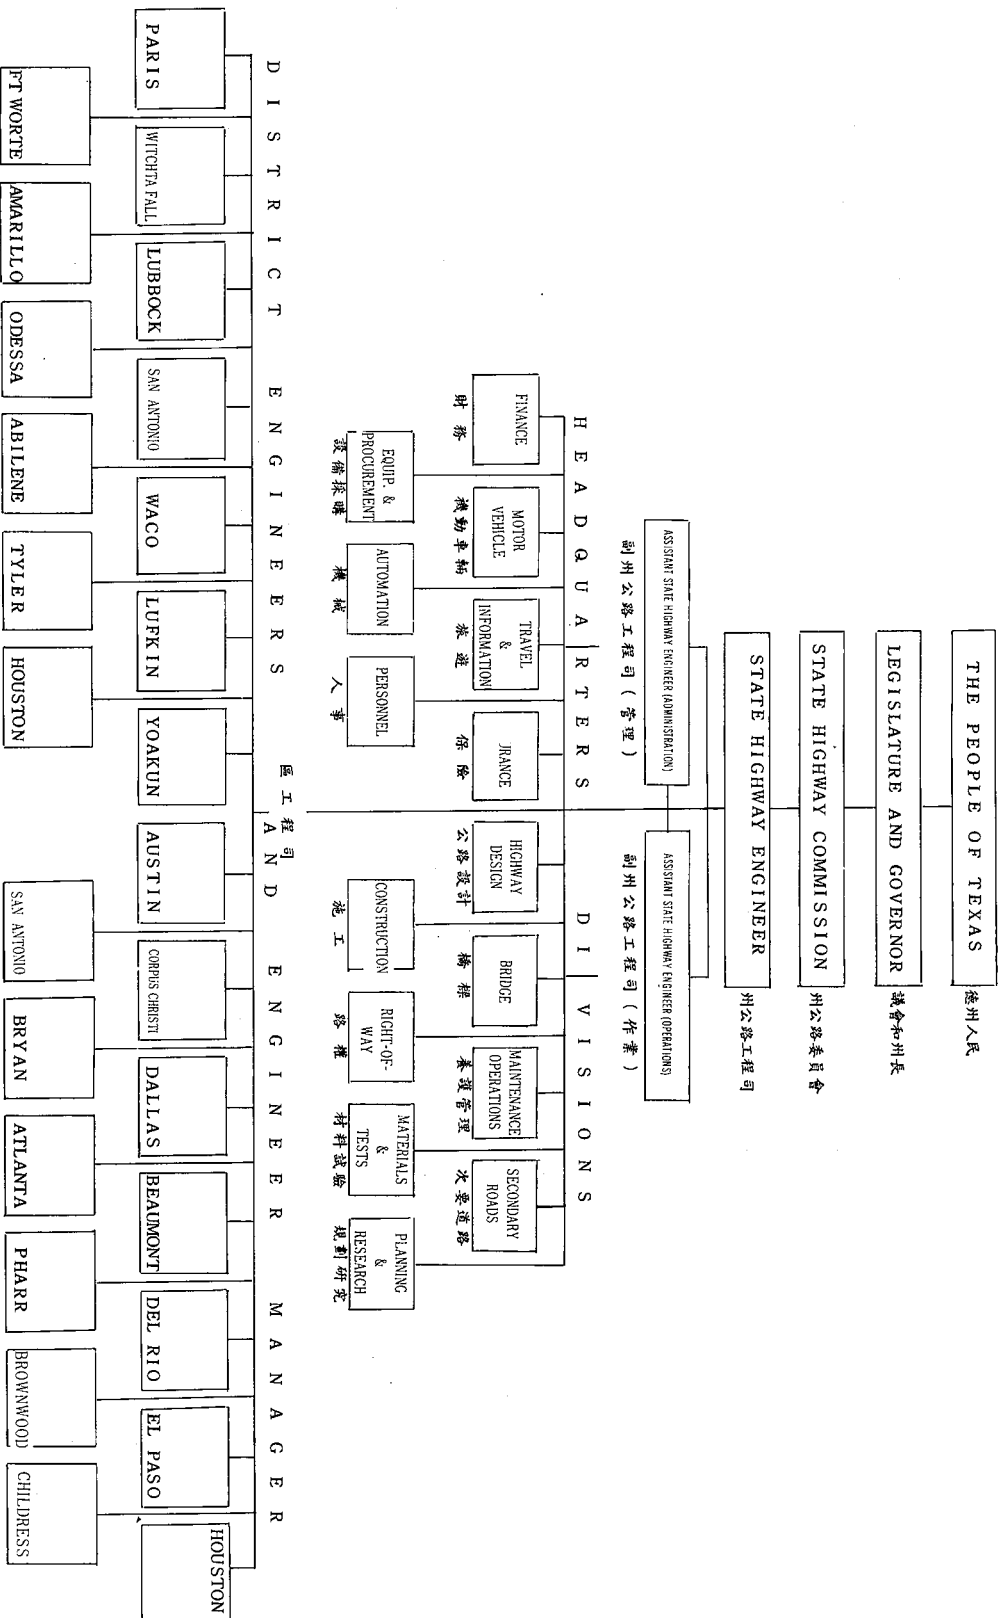 THE PEOPLE OF TEXAS
德州人民
LEGISLATURE AND GOVERNOR
議會和州長
STATE HIGHWAY COMMISSION
州公路委員會
STATE HIGHWAY ENGINEER
州公路工程司
ASSISTANT STATE HIGHWAY ENGINEER (ADMINISTRATION)
副州公路工程司(管理)
ASSISTANT STATE HIGHWAY ENGINEER (OPERATIONS)
副州公路工程司(作業)
HEADQUARTERS DIVISIONS
FINANCE
財務
MOTOR
VEHICLE
機動車輛
TRAVEL
&
INFORMATION
旅遊
JRANCE
保險
HIGHWAY
DESIGN
公路設計
BRIDGE
橋樑
MAINTENANCE
OPERATIONS
養護管理
SECONDARY
ROADS
次要道路
EQUIP. &
PROCUREMENT
設備採購
AUTOMATION
機械
PERSONNEL
人事
CONSTRUCTION
施工
RIGHT-OF-
WAY
路權
MATERIALS
&
TESTS
材料試驗
PLANNING
&
RESEARCH
規劃研究
區工程司
DISTRICT ENGINEERS AND ENGINEER MANAGER
PARIS
WITCHTA FALL
LUBBOCK
SAN ANTONIO
WACO
LUFKIN
YOAKUN
AUSTIN
CORPUS CHRISTI
DALLAS
BEAUMONT
DEL RIO
EL PASO
HOUSTON
FT WORTE
AMARILLO
ODESSA
ABILENE
TYLER
HOUSTON
SAN ANTONIO
BRYAN
ATLANTA
PHARR
BROWNWOOD
CHILDRESS